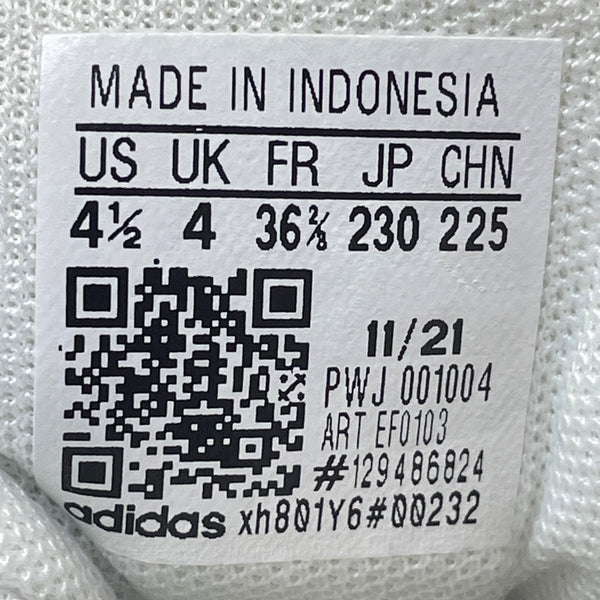 MADE IN INDONESIA
US UK FR JP CHN
4½ 4 36⅔ 230 225
11/21
PWJ 001004
ART EF0103
#129486824
adidas xh801Y6#00232